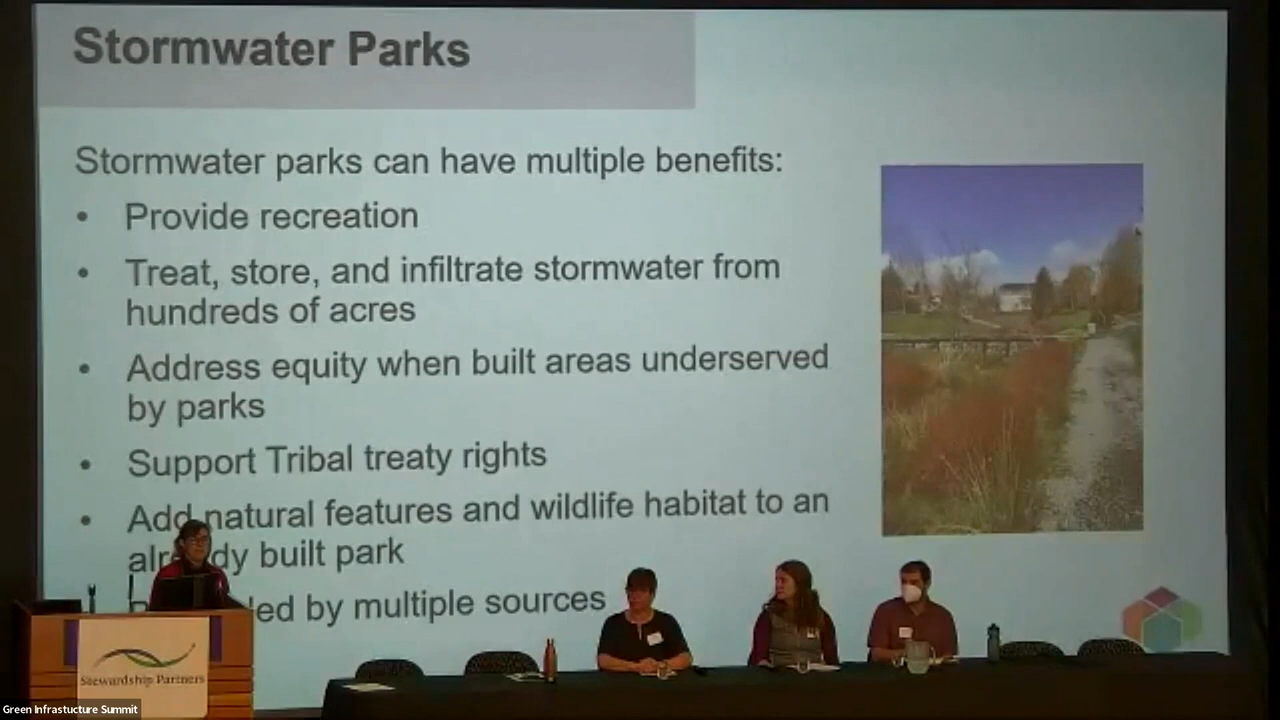 Stormwater Parks
Stormwater parks can have multiple benefits:
• Provide recreation
• Treat, store, and infiltrate stormwater from
hundreds of acres
• Address equity when built areas underserved
by parks
• Support Tribal treaty rights
• Add natural features and wildlife habitat to an
built park
by multiple sources
Stewardship Partners
Green Infrastucture Summit